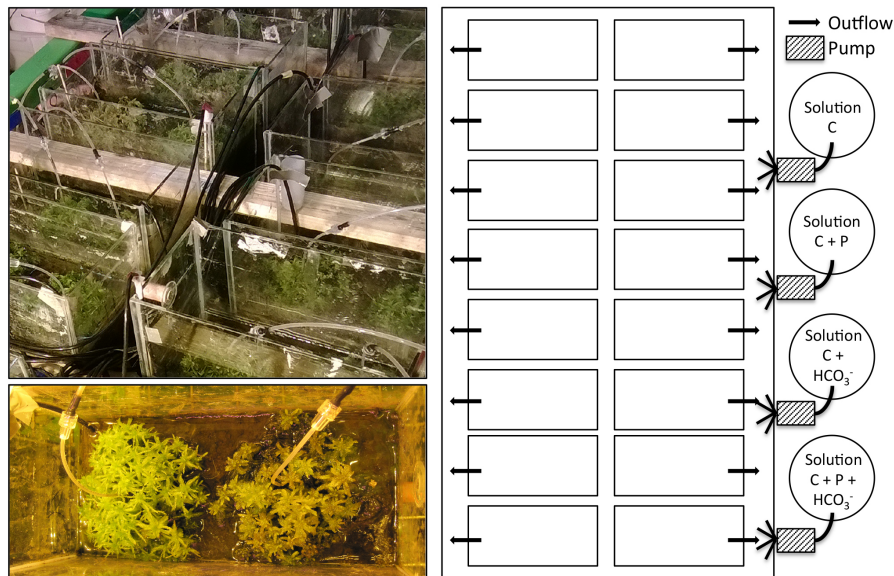 Outflow
Pump
Solution
C
Solution
C + P
Solution
C +
HCO₃⁻
Solution
C + P +
HCO₃⁻